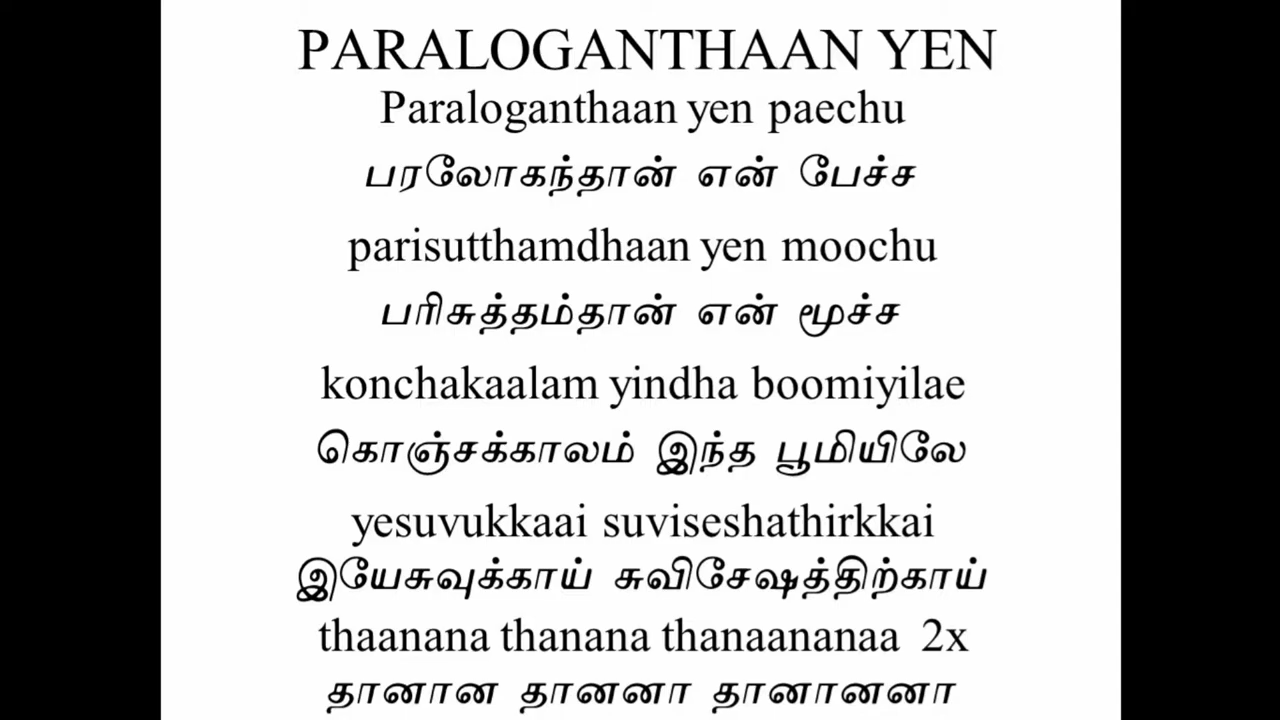 PARALOGANTHAAN YEN
Paraloganthaan yen paechu
பரலோகந்தான் என் பேச்ச
parisutthamdhaan yen moochu
பரிசுத்தம்தான் என் மூச்ச
konchakaalam yindha boomiyilae
கொஞ்சக்காலம் இந்த பூமியிலே
yesuvukkaai suviseshathirkkai
இயேசுவுக்காய் சுவிசேஷத்திற்காய்
thaanana thanana thanaananaa 2x
தானான தானனா தானானனா